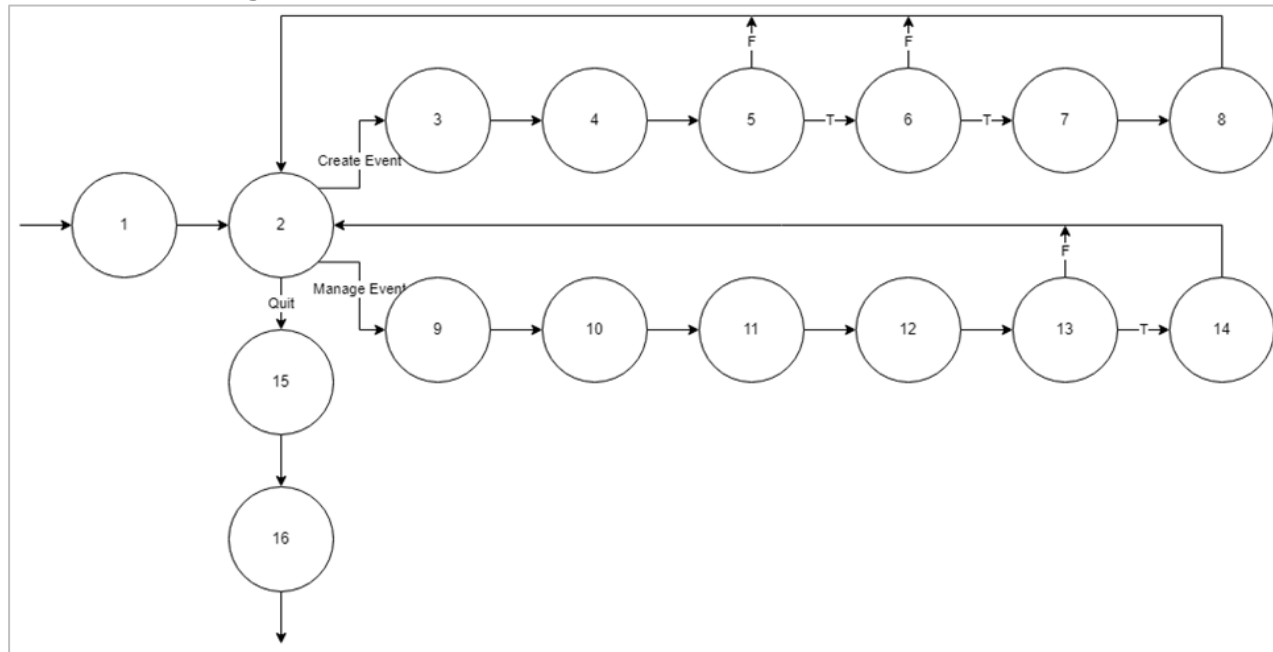 F F
3 4 5 T 6 T 7 8
Create Event
1 2
F
Manage Event
Quit
9 10 11 12 13 T 14
15
16